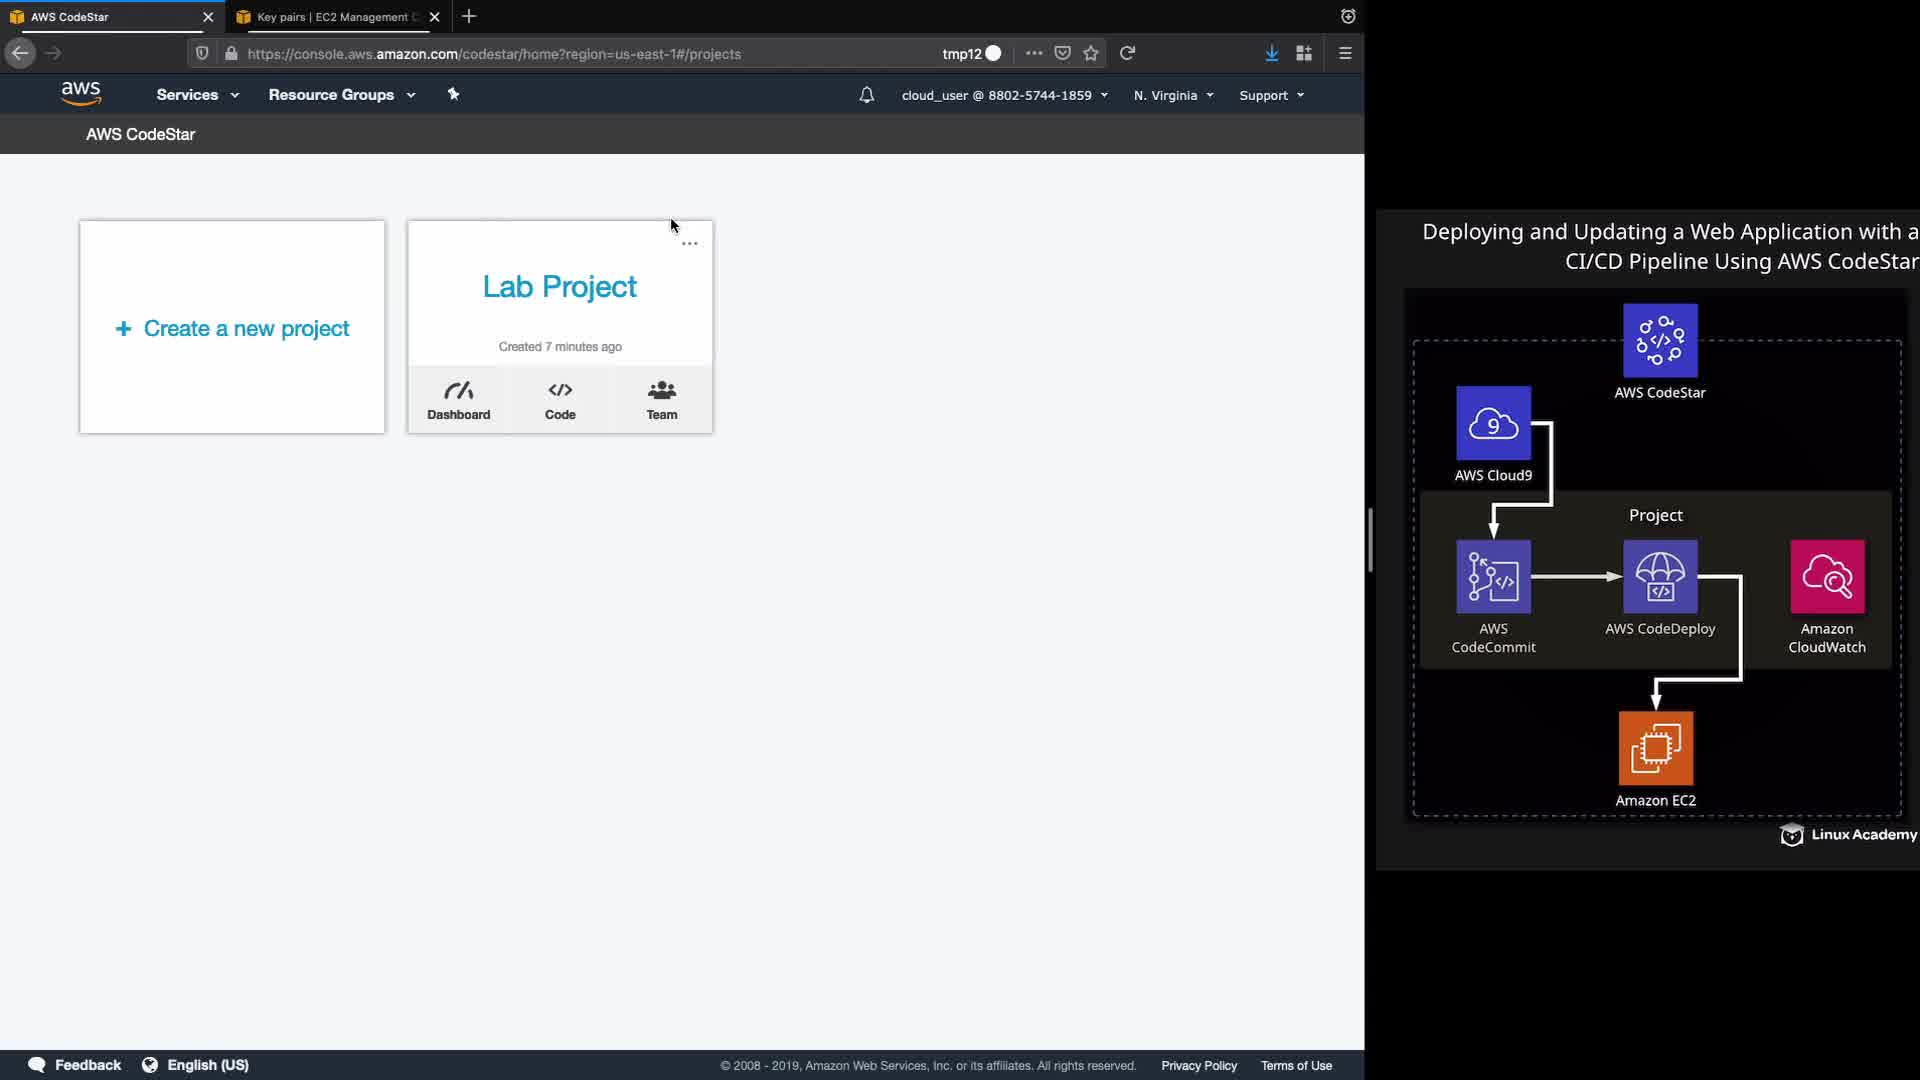 AWS CodeStar
Key pairs | EC2 Management C
https://console.aws.amazon.com/codestar/home?region=us-east-1#/projects
tmp12
aws
Services
Resource Groups
cloud_user @ 8802-5744-1859
N. Virginia
Support
AWS CodeStar
+ Create a new project
Lab Project
Created 7 minutes ago
Dashboard
Code
Team
Deploying and Updating a Web Application with a
CI/CD Pipeline Using AWS CodeStar
AWS CodeStar
9
AWS Cloud9
Project
AWS
CodeCommit
AWS CodeDeploy
Amazon
CloudWatch
Amazon EC2
Linux Academy
Feedback
English (US)
© 2008 - 2019, Amazon Web Services, Inc. or its affiliates. All rights reserved.
Privacy Policy
Terms of Use